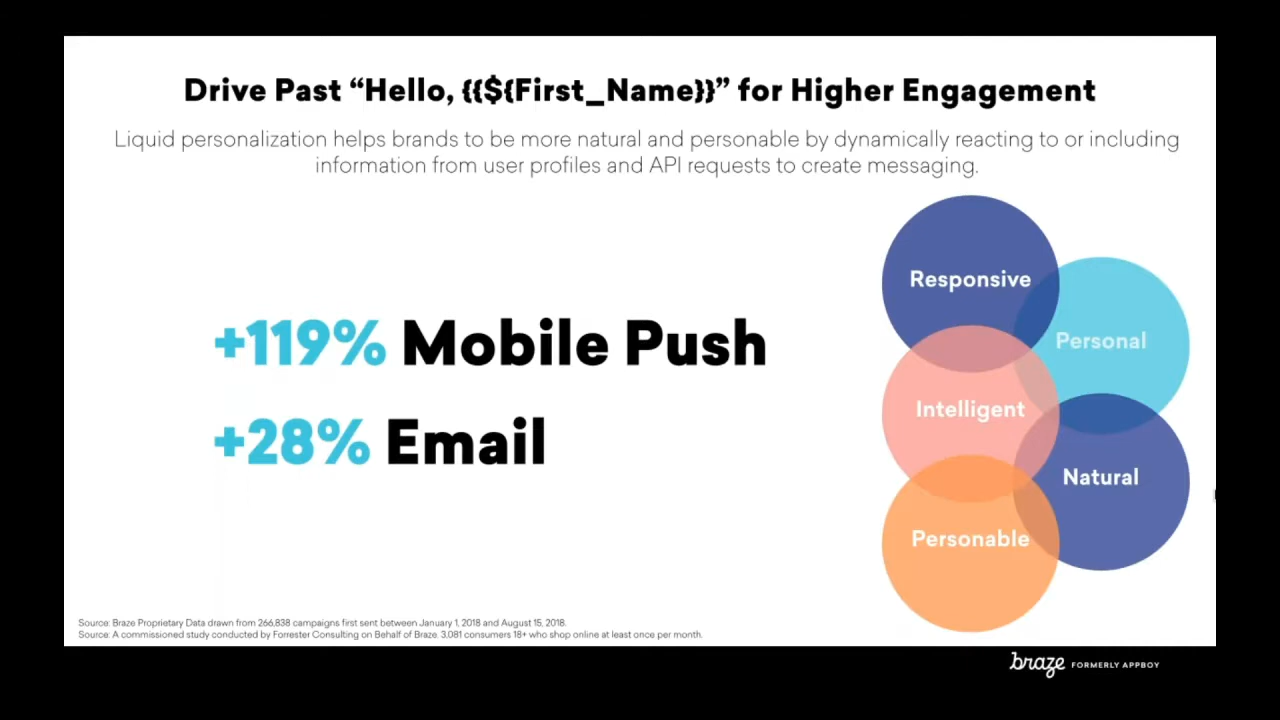 Drive Past “Hello, {{${First_Name}}” for Higher Engagement
Liquid personalization helps brands to be more natural and personable by dynamically reacting to or including
information from user profiles and API requests to create messaging.
+119% Mobile Push
+28% Email
Responsive
Personal
Intelligent
Natural
Personable
Source: Braze Proprietary Data drawn from 266,838 campaigns first sent between January 1, 2018 and August 15, 2018.
Source: A commissioned study conducted by Forrester Consulting on Behalf of Braze. 3,081 consumers 18+ who shop online at least once per month.
braze FORMERLY APPBOY